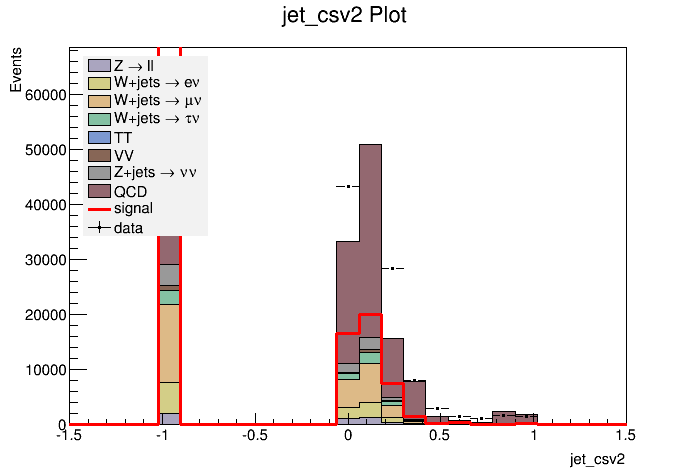 jet_csv2 Plot
Events
Z → ll
W+jets → eν
W+jets → μν
W+jets → τν
TT
VV
Z+jets → νν
QCD
signal
data
60000
50000
40000
30000
20000
10000
0
-1.5 -1 -0.5 0 0.5 1 1.5
jet_csv2